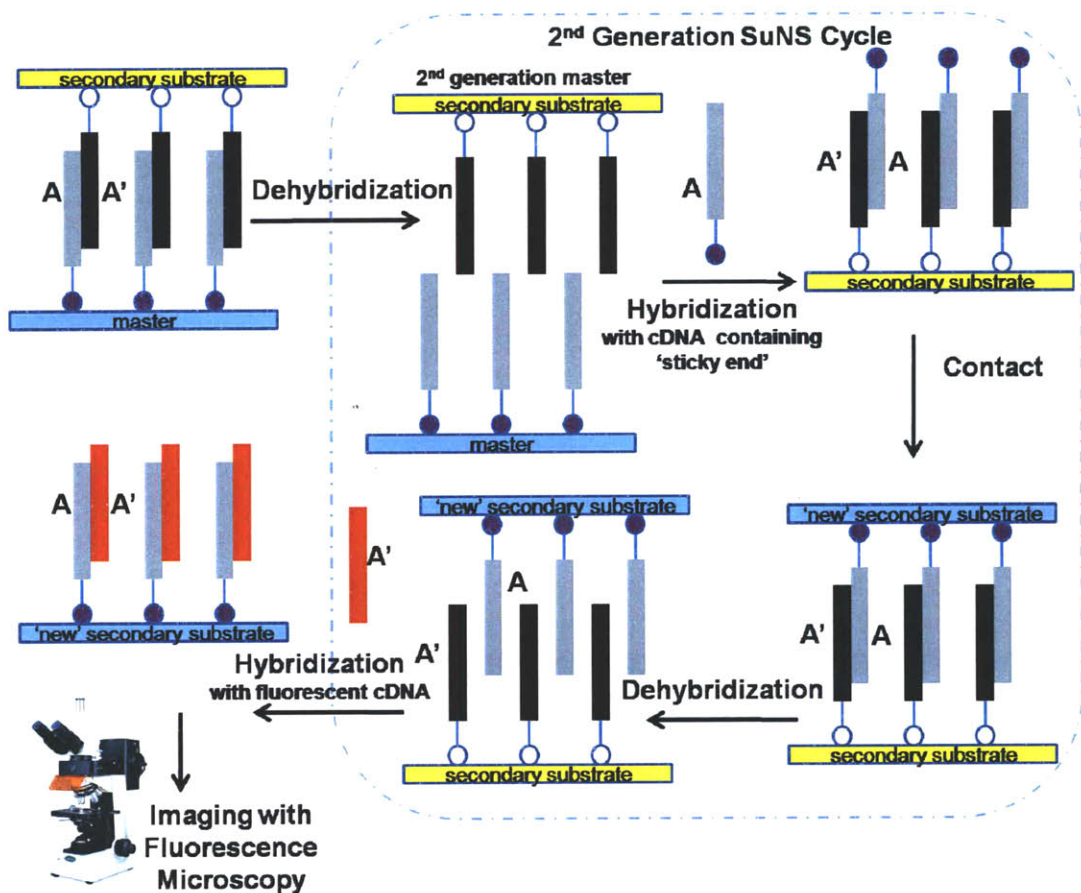 2nd Generation SuNS Cycle
secondary substrate
A
A'
master
Dehybridization
2nd generation master
secondary substrate
master
A
Hybridization
with cDNA containing
'sticky end'
A'
A
secondary substrate
Contact
'new' secondary substrate
A'
A
secondary substrate
Dehybridization
'new' secondary substrate
A
A'
secondary substrate
A'
Hybridization
with fluorescent cDNA
A
A'
'new' secondary substrate
Imaging with
Fluorescence
Microscopy